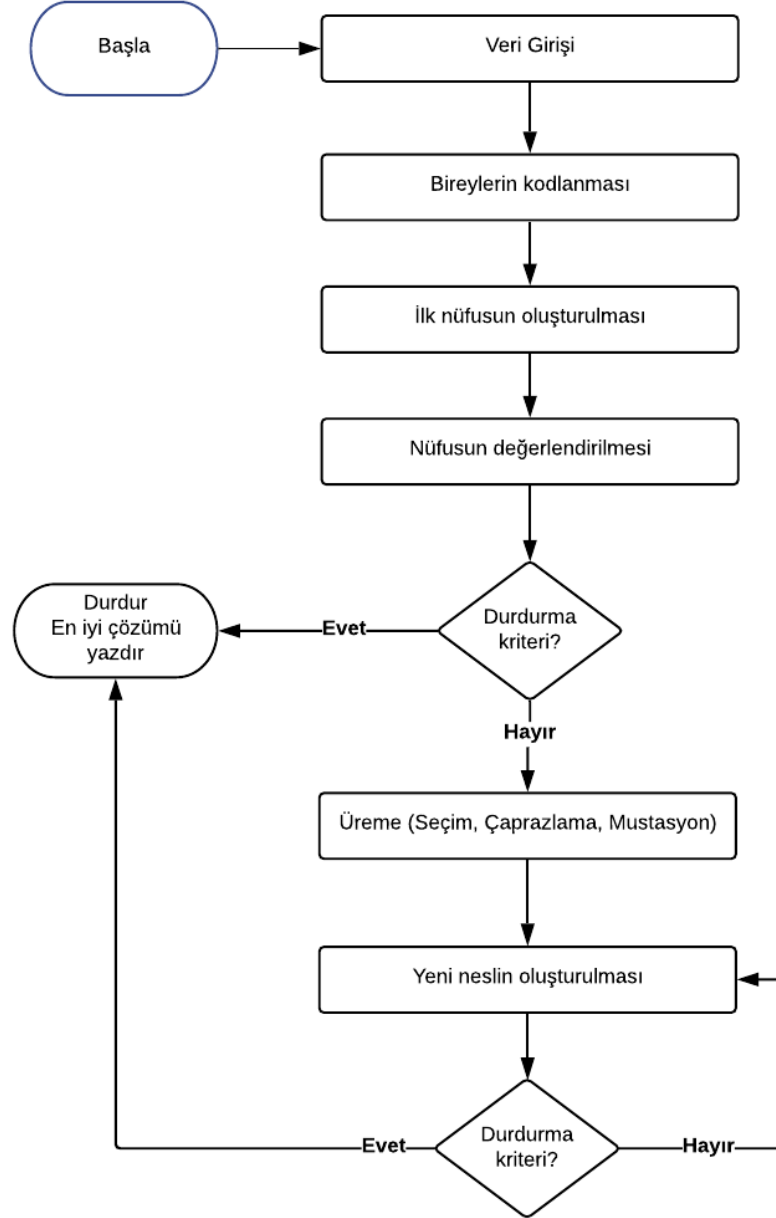 Başla
Veri Girişi
Bireylerin kodlanması
İlk nüfusun oluşturulması
Nüfusun değerlendirilmesi
Durdurma
kriteri?
Evet
Durdur
En iyi çözümü
yazdır
Hayır
Üreme (Seçim, Çaprazlama, Mustasyon)
Yeni neslin oluşturulması
Durdurma
kriteri?
Evet
Hayır